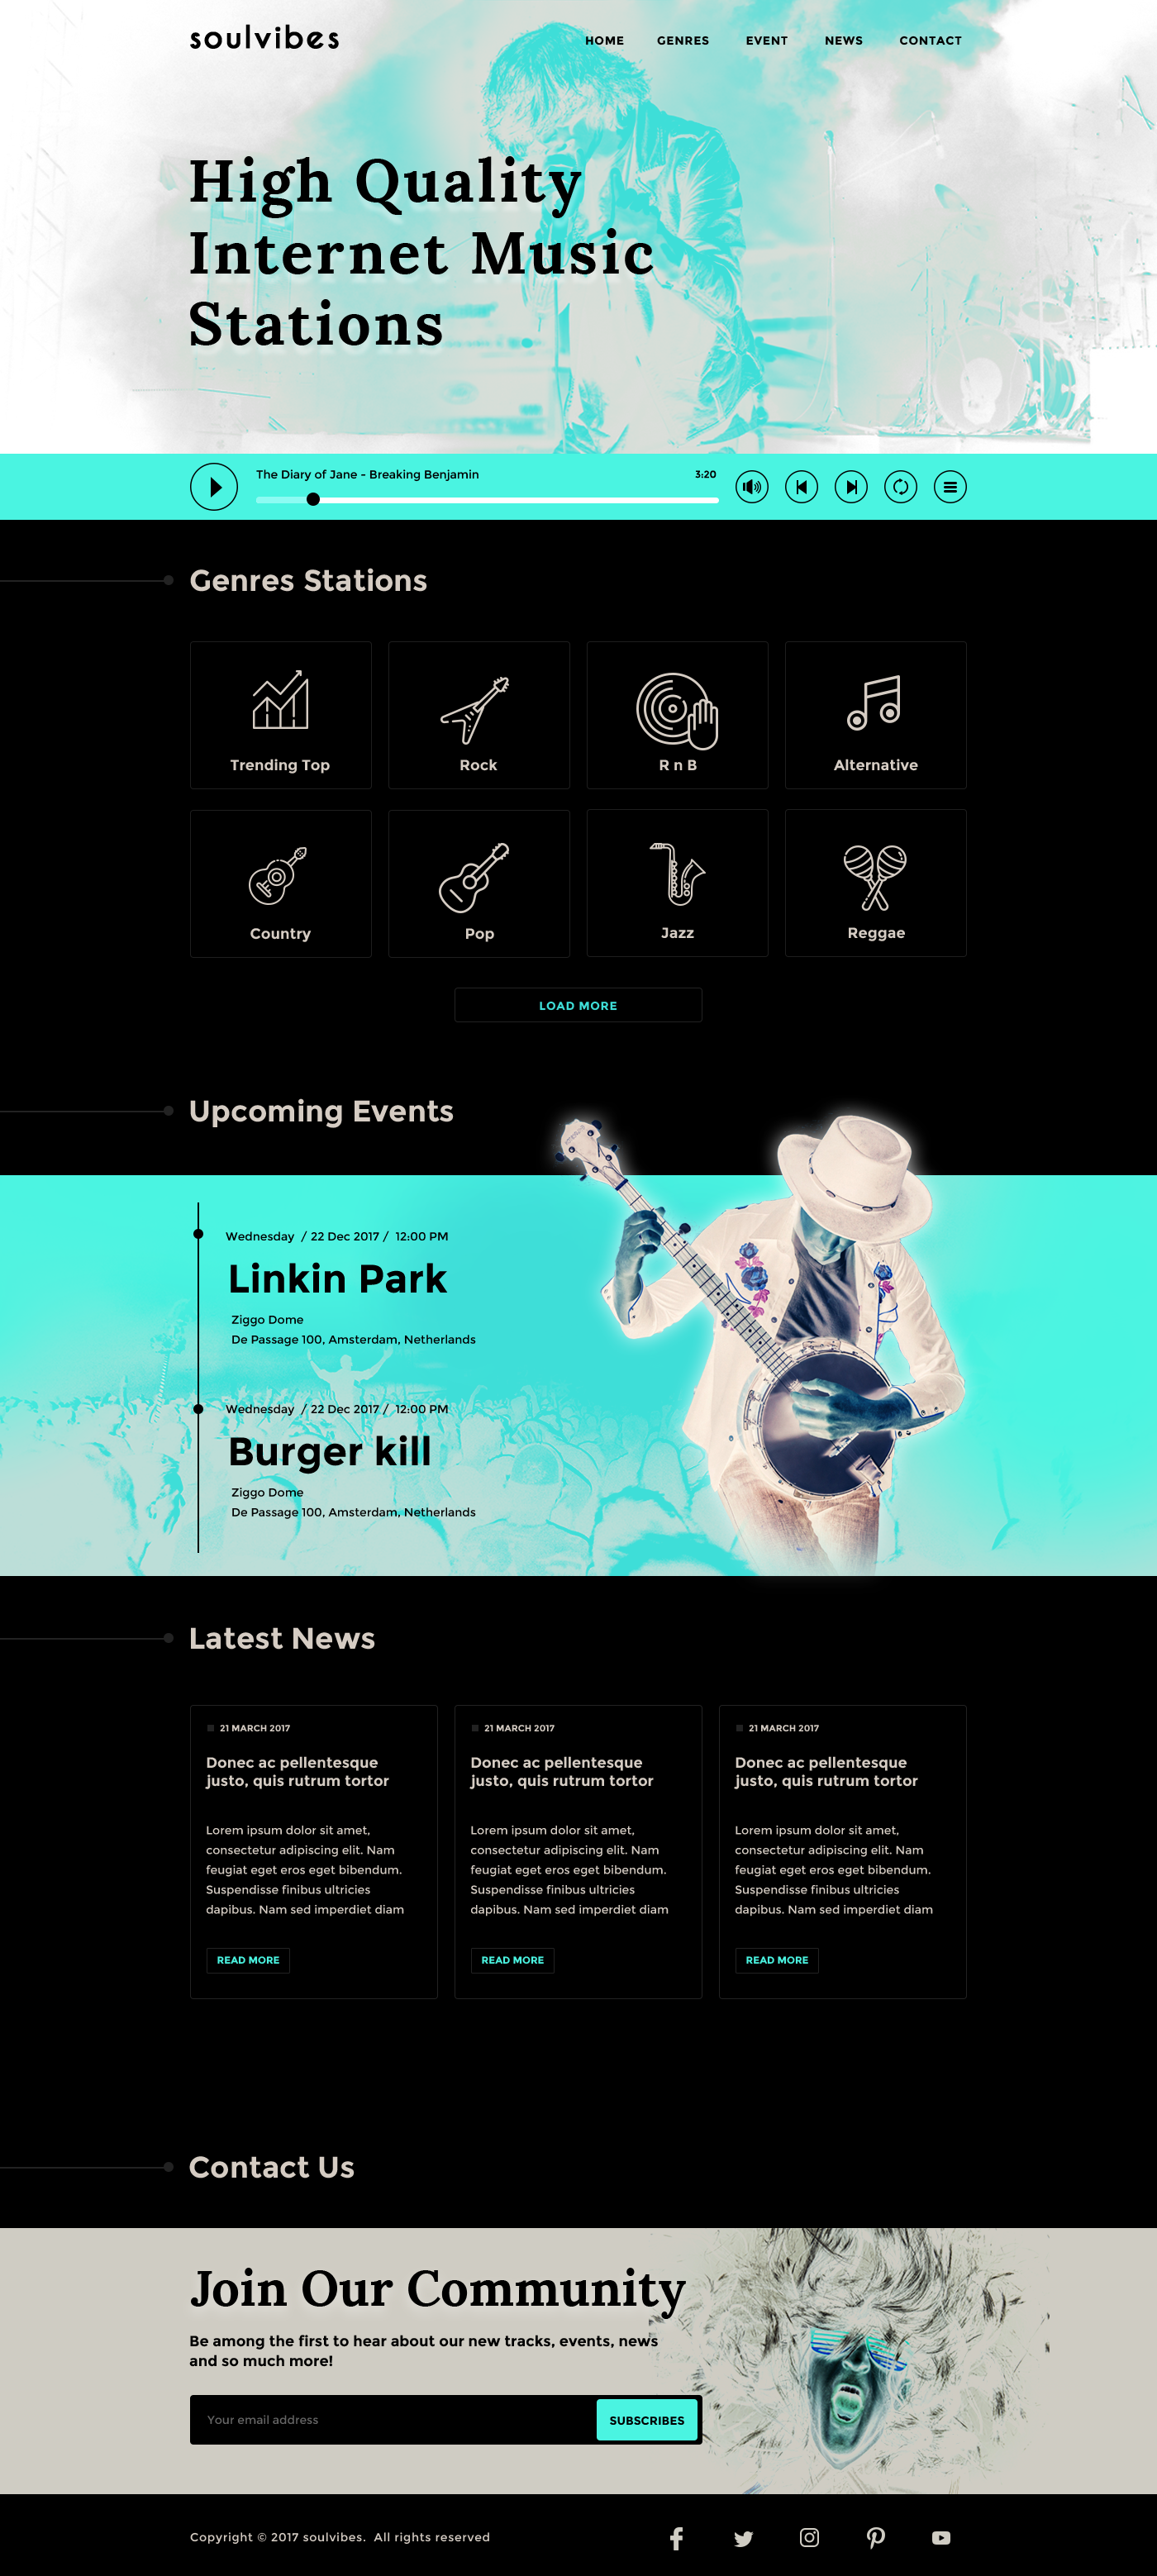 soulvibes
HOME GENRES EVENT NEWS CONTACT
High Quality
Internet Music
Stations
The Diary of Jane - Breaking Benjamin 3:20
Genres Stations
Trending Top Rock R n B Alternative
Country Pop Jazz Reggae
LOAD MORE
Upcoming Events
Wednesday / 22 Dec 2017 / 12:00 PM
Linkin Park
Ziggo Dome
De Passage 100, Amsterdam, Netherlands
Wednesday / 22 Dec 2017 / 12:00 PM
Burger kill
Ziggo Dome
De Passage 100, Amsterdam, Netherlands
Latest News
21 MARCH 2017
Donec ac pellentesque
justo, quis rutrum tortor
Lorem ipsum dolor sit amet,
consectetur adipiscing elit. Nam
feugiat eget eros eget bibendum.
Suspendisse finibus ultricies
dapibus. Nam sed imperdiet diam
READ MORE
21 MARCH 2017
Donec ac pellentesque
justo, quis rutrum tortor
Lorem ipsum dolor sit amet,
consectetur adipiscing elit. Nam
feugiat eget eros eget bibendum.
Suspendisse finibus ultricies
dapibus. Nam sed imperdiet diam
READ MORE
21 MARCH 2017
Donec ac pellentesque
justo, quis rutrum tortor
Lorem ipsum dolor sit amet,
consectetur adipiscing elit. Nam
feugiat eget eros eget bibendum.
Suspendisse finibus ultricies
dapibus. Nam sed imperdiet diam
READ MORE
Contact Us
Join Our Community
Be among the first to hear about our new tracks, events, news
and so much more!
Your email address SUBSCRIBES
Copyright © 2017 soulvibes. All rights reserved